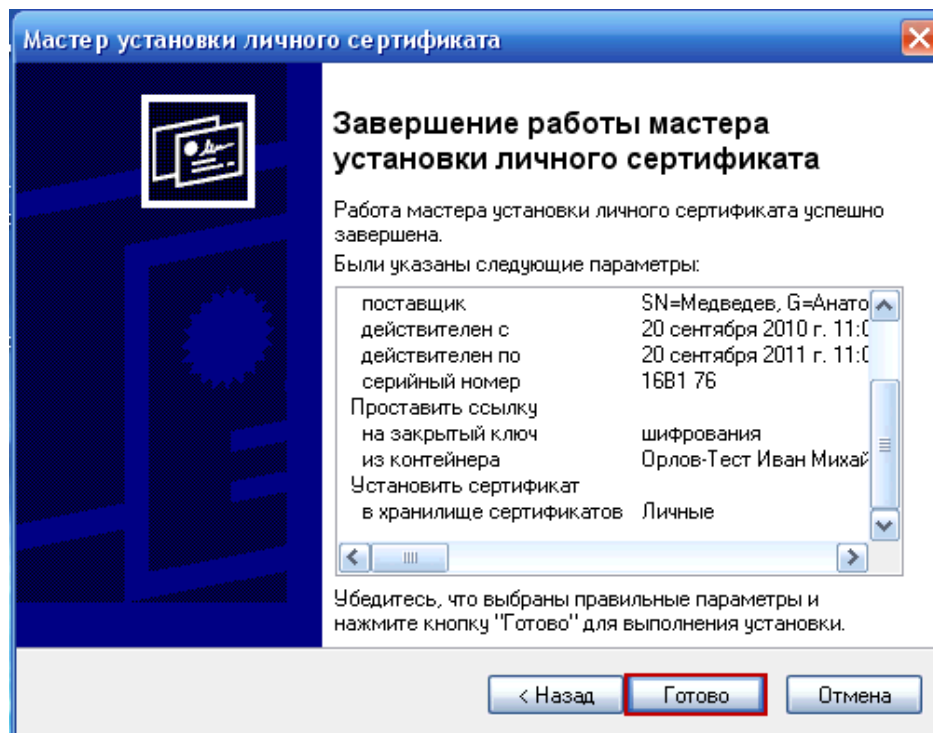 Мастер установки личного сертификата
Завершение работы мастера
установки личного сертификата
Работа мастера установки личного сертификата успешно
завершена.
Были указаны следующие параметры:
поставщик SN=Медведев, G=Анато
действителен с 20 сентября 2010 г. 11:0
действителен по 20 сентября 2011 г. 11:0
серийный номер 16B1 76
Проставить ссылку
на закрытый ключ шифрования
из контейнера Орлов-Тест Иван Михай
Установить сертификат
в хранилище сертификатов Личные
Убедитесь, что выбраны правильные параметры и
нажмите кнопку "Готово" для выполнения установки.
< Назад Готово Отмена